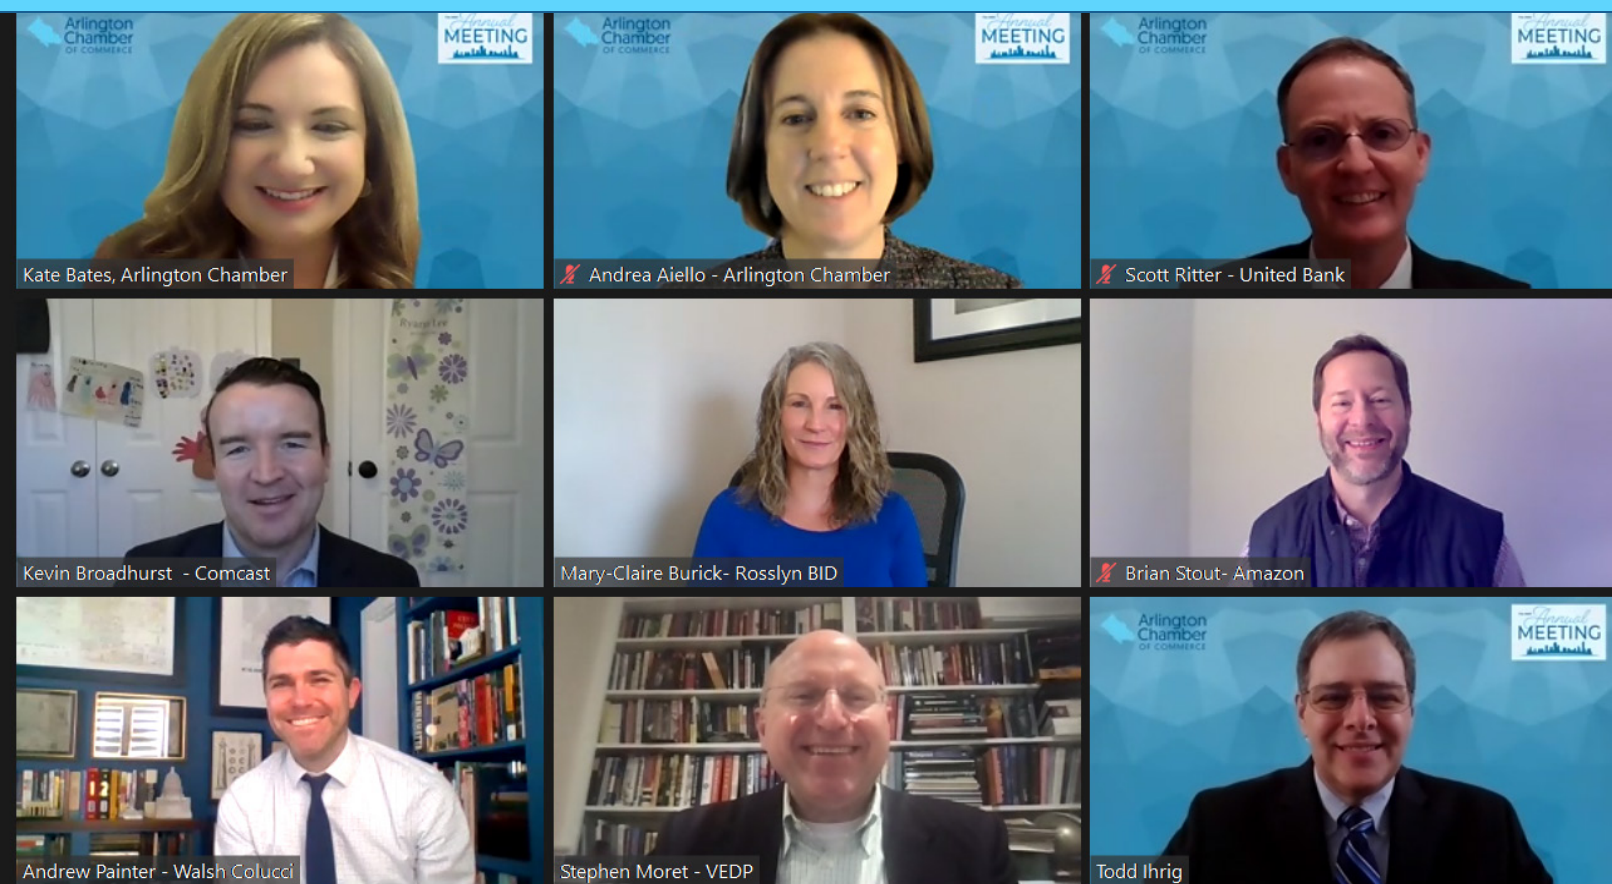 Arlington
Chamber
OF COMMERCE
Annual
MEETING
Kate Bates, Arlington Chamber
Arlington
Chamber
OF COMMERCE
Annual
MEETING
Andrea Aiello - Arlington Chamber
Arlington
Chamber
OF COMMERCE
Annual
MEETING
Scott Ritter - United Bank
Kevin Broadhurst - Comcast
Mary-Claire Burick- Rosslyn BID
Brian Stout- Amazon
Andrew Painter - Walsh Colucci
Stephen Moret - VEDP
Arlington
Chamber
OF COMMERCE
Annual
MEETING
Todd Ihrig